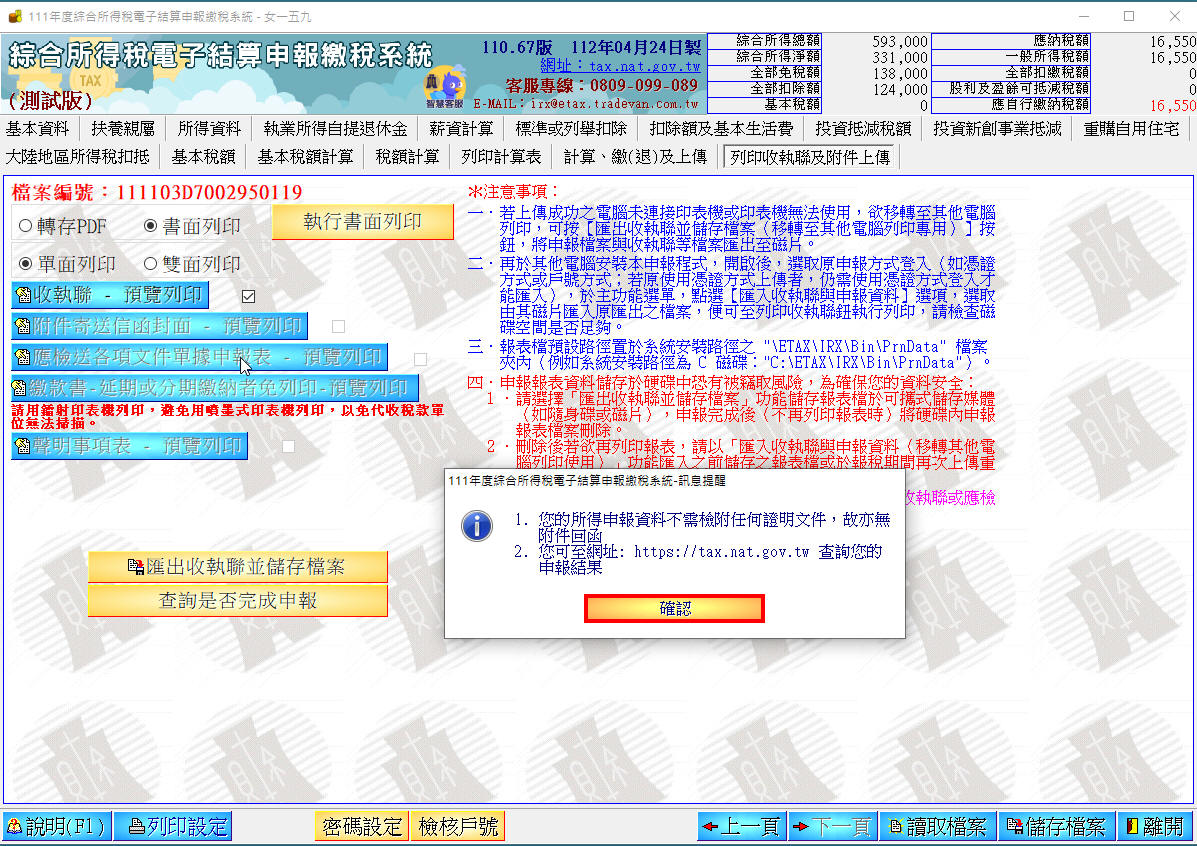 111年度綜合所得稅電子結算申報繳稅系統 - 女一五九
綜合所得稅電子結算申報繳稅系統
(測試版)
TAX
智慧客服
110.67版 112年04月24日製
網址：tax.nat.gov.tw
客服專線：0809-099-089
E-MAIL：irx@etax.tradevan.com.tw
綜合所得總額 593,000 應納稅額 16,550
綜合所得淨額 331,000 一般所得稅額 16,550
全部免稅額 138,000 全部扣繳稅額 0
全部扣除額 124,000 股利及盈餘可抵減稅額 0
基本稅額 0 應自行繳納稅額 16,550
基本資料 扶養親屬 所得資料 執業所得自提退休金 薪資計算 標準或列舉扣除 扣除額及基本生活費 投資抵減稅額 投資新創事業抵減 重購自用住宅
大陸地區所得稅扣抵 基本稅額 基本稅額計算 稅額計算 列印計算表 計算、繳(退)及上傳 列印收執聯及附件上傳
檔案編號：111103D7002950119
轉存PDF 書面列印 執行書面列印
單面列印 雙面列印
收執聯 - 預覽列印
附件寄送信函封面 - 預覽列印
應檢送各項文件單據申報表 - 預覽列印
繳款書-延期或分期繳納者免列印-預覽列印
請用鐳射印表機列印，避免用噴墨式印表機列印，以免代收稅款單
位無法掃描。
聲明事項表 - 預覽列印
匯出收執聯並儲存檔案
查詢是否完成申報
＊注意事項：
一．若上傳成功之電腦未連接印表機或印表機無法使用，欲移轉至其他電腦
列印，可按［匯出收執聯並儲存檔案（移轉至其他電腦列印專用）］按
鈕，將申報檔案與收執聯等檔案匯出至磁片。
二．再於其他電腦安裝本申報程式，開啟後，選取原申報方式登入（如憑證
方式或戶號方式；若原使用憑證方式上傳者，仍需使用憑證方式登入才
能匯入），於主功能選單，點選［匯入收執聯與申報資料］選項，選取
由其磁片匯入原匯出之檔案，便可至列印收執聯鈕執行列印，請檢查磁
碟空間是否足夠。
三．報表檔預設路徑置於系統安裝路徑之 "\ETAX\IRX\Bin\PrnData" 檔案
夾內（例如系統安裝路徑為 C 磁碟："C:\ETAX\IRX\Bin\PrnData"）。
四．申報報表資料儲存於硬碟中恐有被竊取風險，為確保您的資料安全：
1．請選擇「匯出收執聯並儲存檔案」功能儲存報表檔於可攜式儲存媒體
（如隨身碟或磁片），申報完成後（不再列印報表時）將硬碟內申報
報表檔案刪除。
2．刪除後若欲再列印報表，請以「匯入收執聯與申報資料（移轉其他電
腦列印使用）」功能匯入之前儲存之報表檔或於報稅期間再次上傳重
收執聯或應檢
111年度綜合所得稅電子結算申報繳稅系統-訊息提醒
1. 您的所得申報資料不需檢附任何證明文件，故亦無
附件回函
2. 您可至網址: https://tax.nat.gov.tw 查詢您的
申報結果
確認
說明(F1) 列印設定 密碼設定 檢核戶號 上一頁 下一頁 讀取檔案 儲存檔案 離開